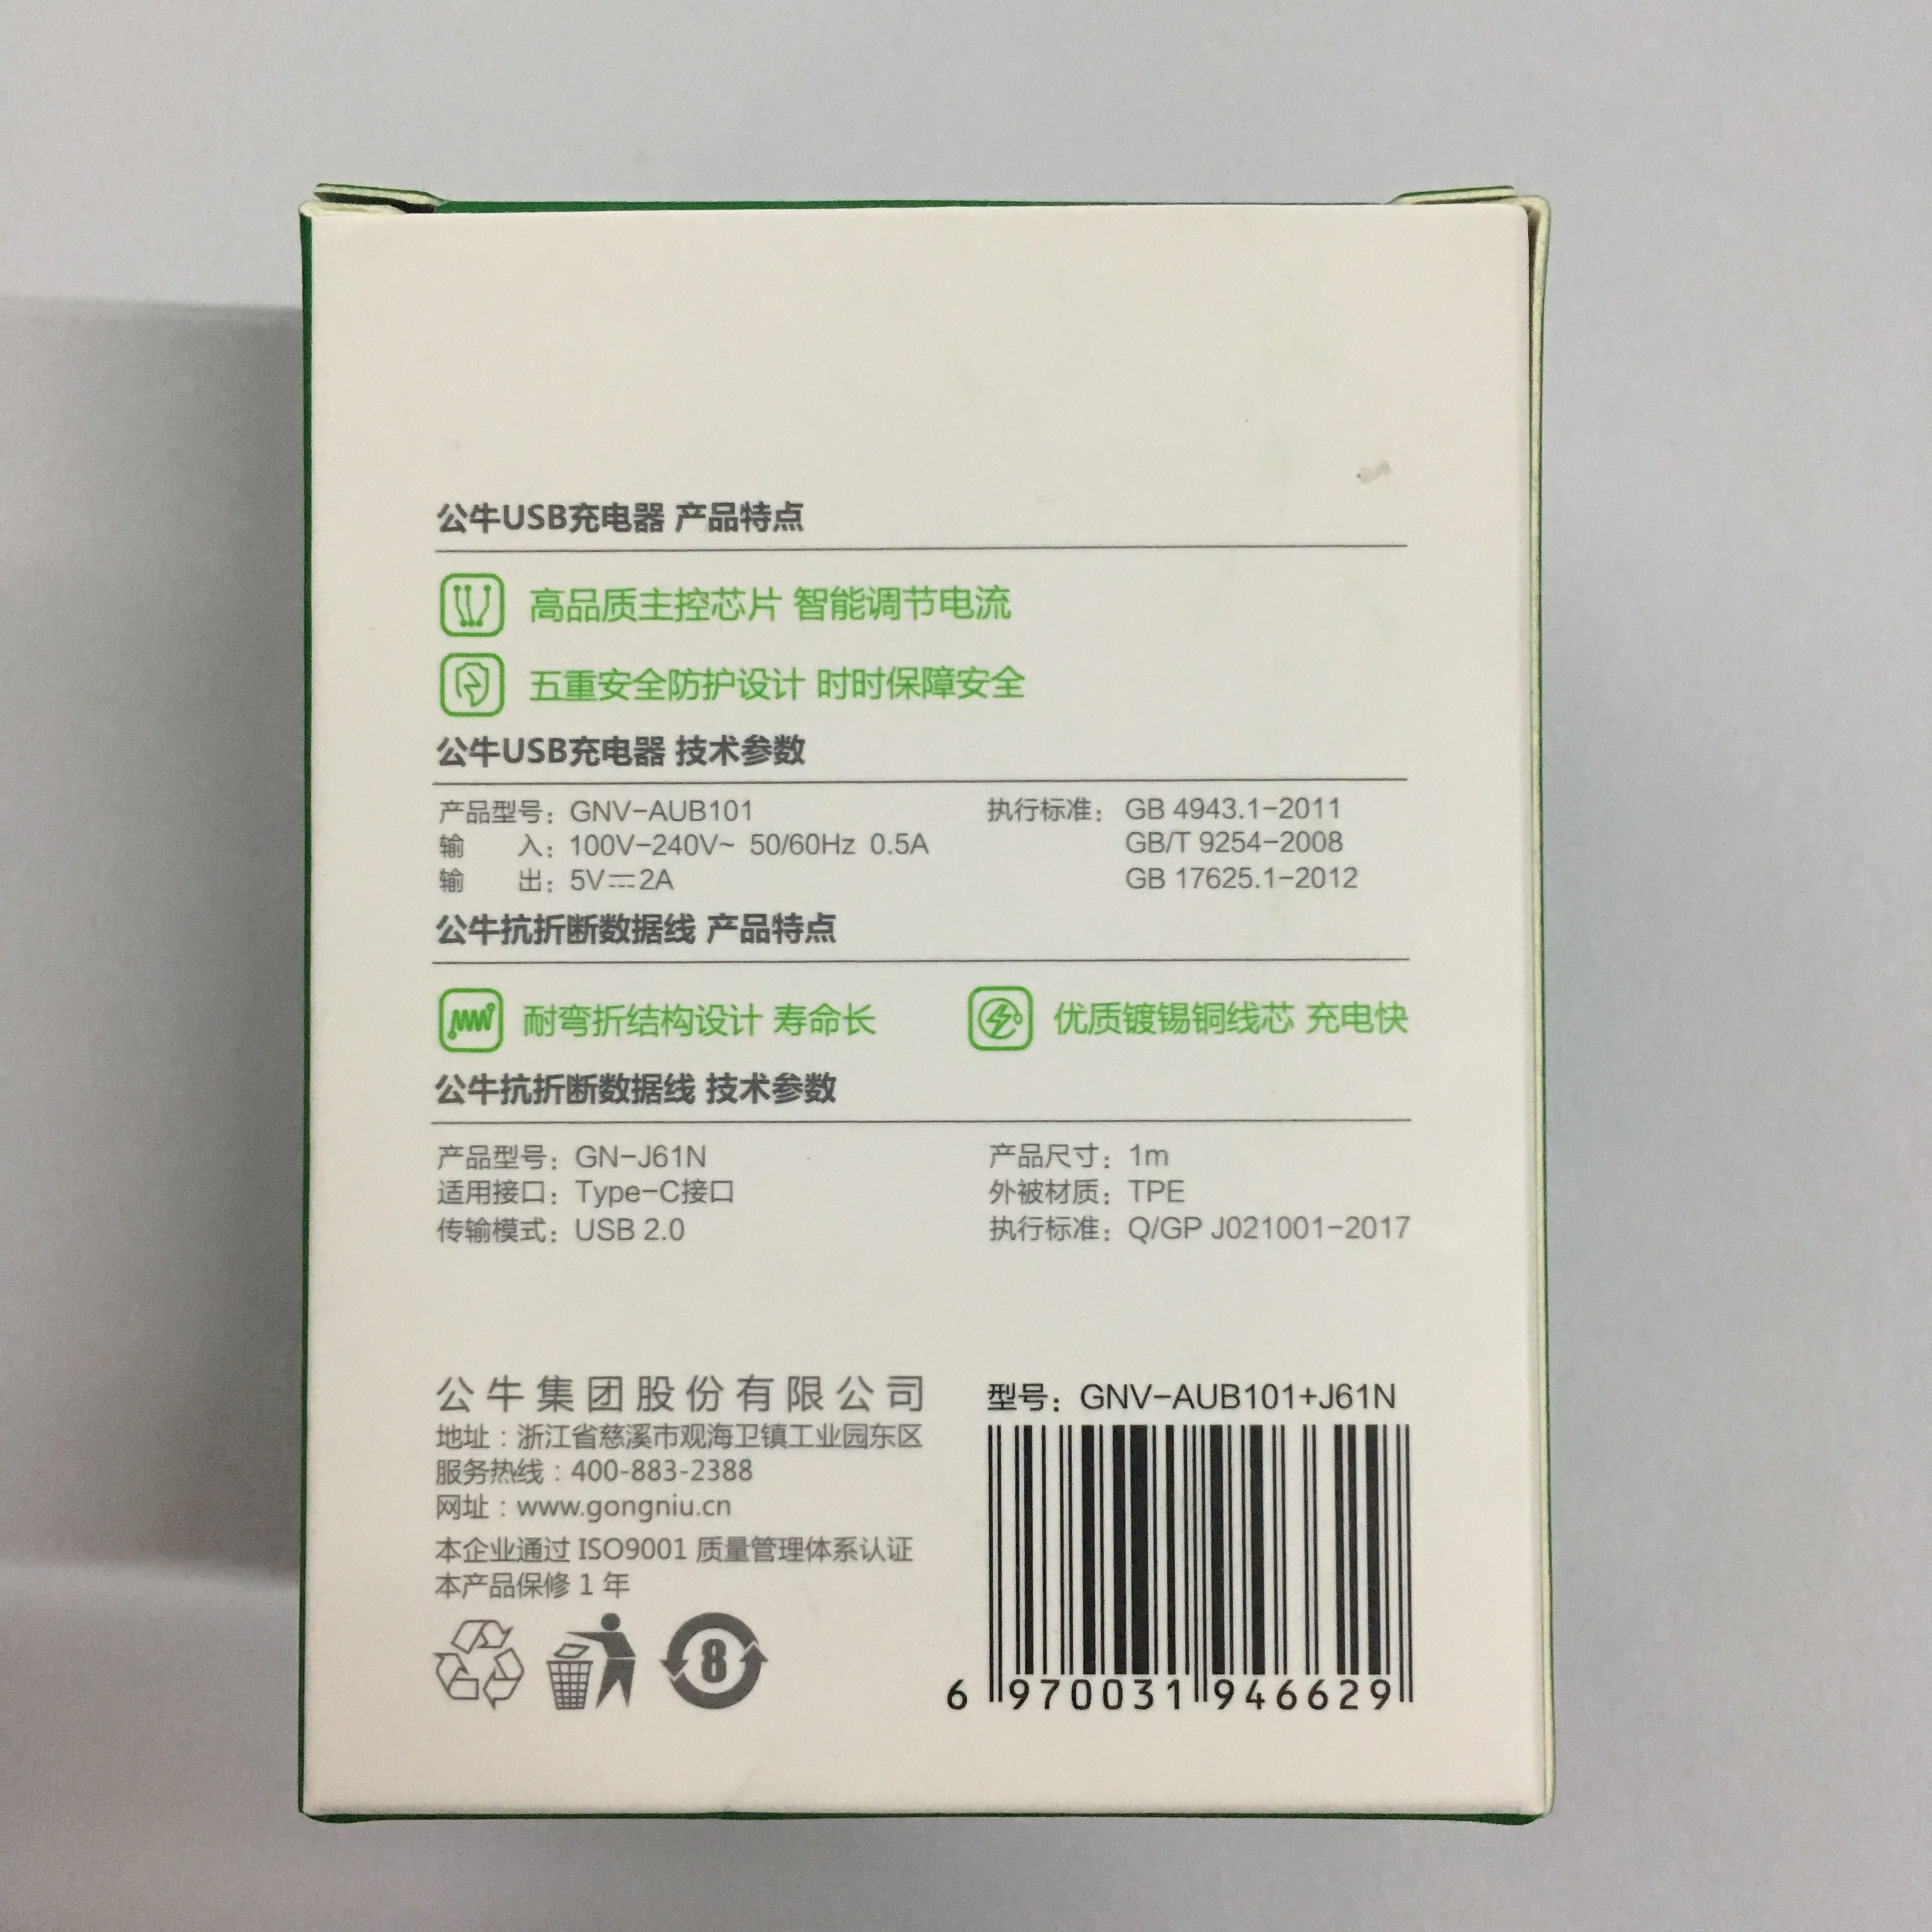 公牛USB充电器 产品特点
高品质主控芯片 智能调节电流
五重安全防护设计 时时保障安全
公牛USB充电器 技术参数
产品型号：GNV-AUB101
输 入：100V-240V~ 50/60Hz 0.5A
输 出：5V⎓2A
执行标准：GB 4943.1-2011
GB/T 9254-2008
GB 17625.1-2012
公牛抗折断数据线 产品特点
耐弯折结构设计 寿命长
优质镀锡铜线芯 充电快
公牛抗折断数据线 技术参数
产品型号：GN-J61N
适用接口：Type-C接口
传输模式：USB 2.0
产品尺寸：1m
外被材质：TPE
执行标准：Q/GP J021001-2017
公牛集团股份有限公司
地址：浙江省慈溪市观海卫镇工业园东区
服务热线：400-883-2388
网址：www.gongniu.cn
本企业通过 ISO9001 质量管理体系认证
本产品保修 1 年
8
型号：GNV-AUB101+J61N
6 970031 946629